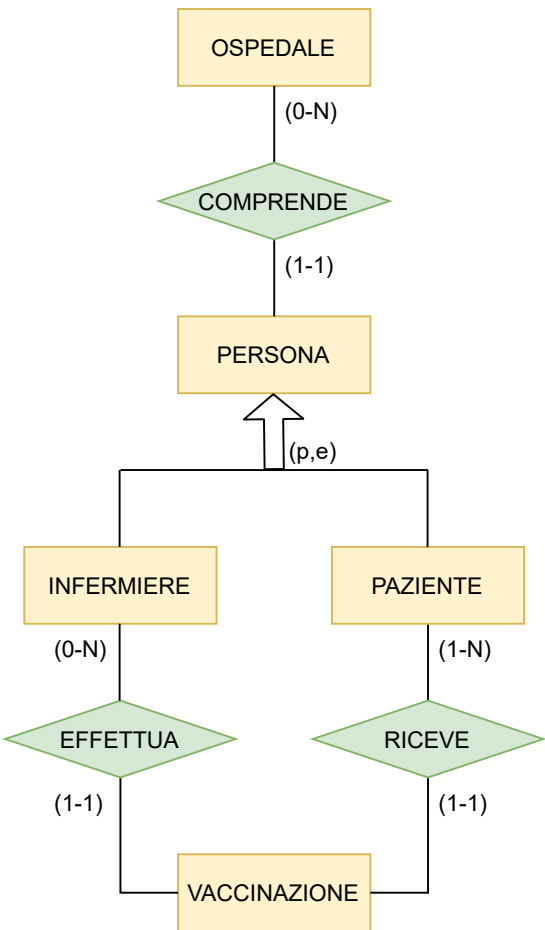 OSPEDALE
(0-N)
COMPRENDE
(1-1)
PERSONA
(p,e)
INFERMIERE
PAZIENTE
(0-N)
(1-N)
EFFETTUA
RICEVE
(1-1)
(1-1)
VACCINAZIONE